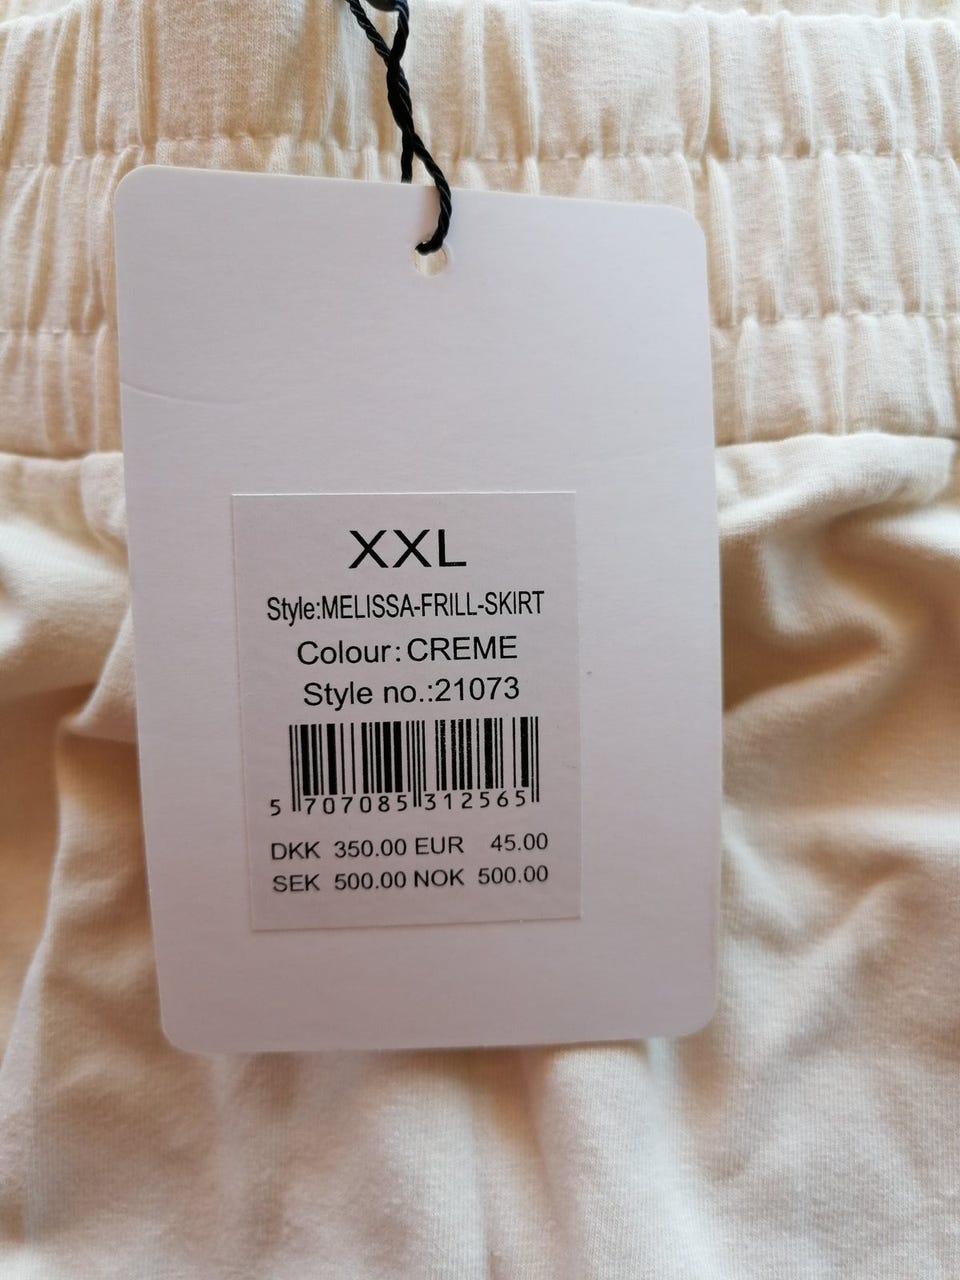 XXL
Style:MELISSA-FRILL-SKIRT
Colour:CREME
Style no.:21073
5 707085 312565
DKK 350.00 EUR 45.00
SEK 500.00 NOK 500.00